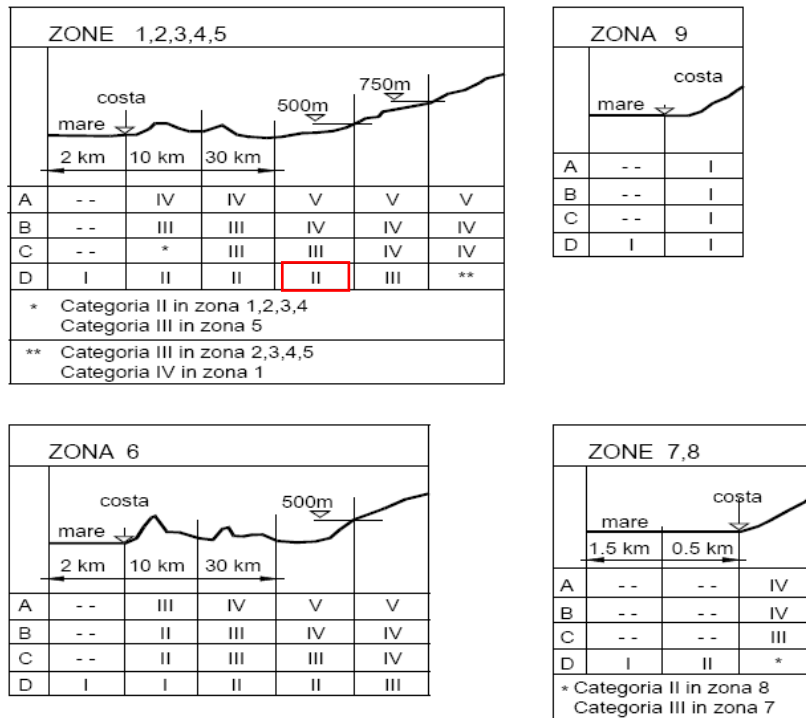 ZONE 1,2,3,4,5
costa
mare
500m
750m
2 km 10 km 30 km
A -- IV IV V V V
B -- III III IV IV IV
C -- * III III IV IV
D I II II II III **
* Categoria II in zona 1,2,3,4
Categoria III in zona 5
** Categoria III in zona 2,3,4,5
Categoria IV in zona 1
ZONA 9
costa
mare
A -- I
B -- I
C -- I
D I I
ZONA 6
costa
mare
500m
2 km 10 km 30 km
A -- III IV V V
B -- II III IV IV
C -- II III III IV
D I I II II III
ZONE 7,8
costa
mare
1.5 km 0.5 km
A -- -- IV
B -- -- IV
C -- -- III
D I II *
* Categoria II in zona 8
Categoria III in zona 7